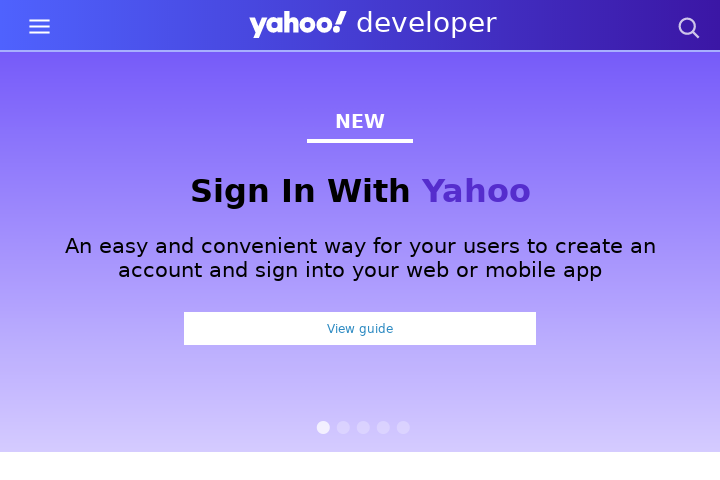 yahoo! developer
NEW
Sign In With Yahoo
An easy and convenient way for your users to create an
account and sign into your web or mobile app
View guide